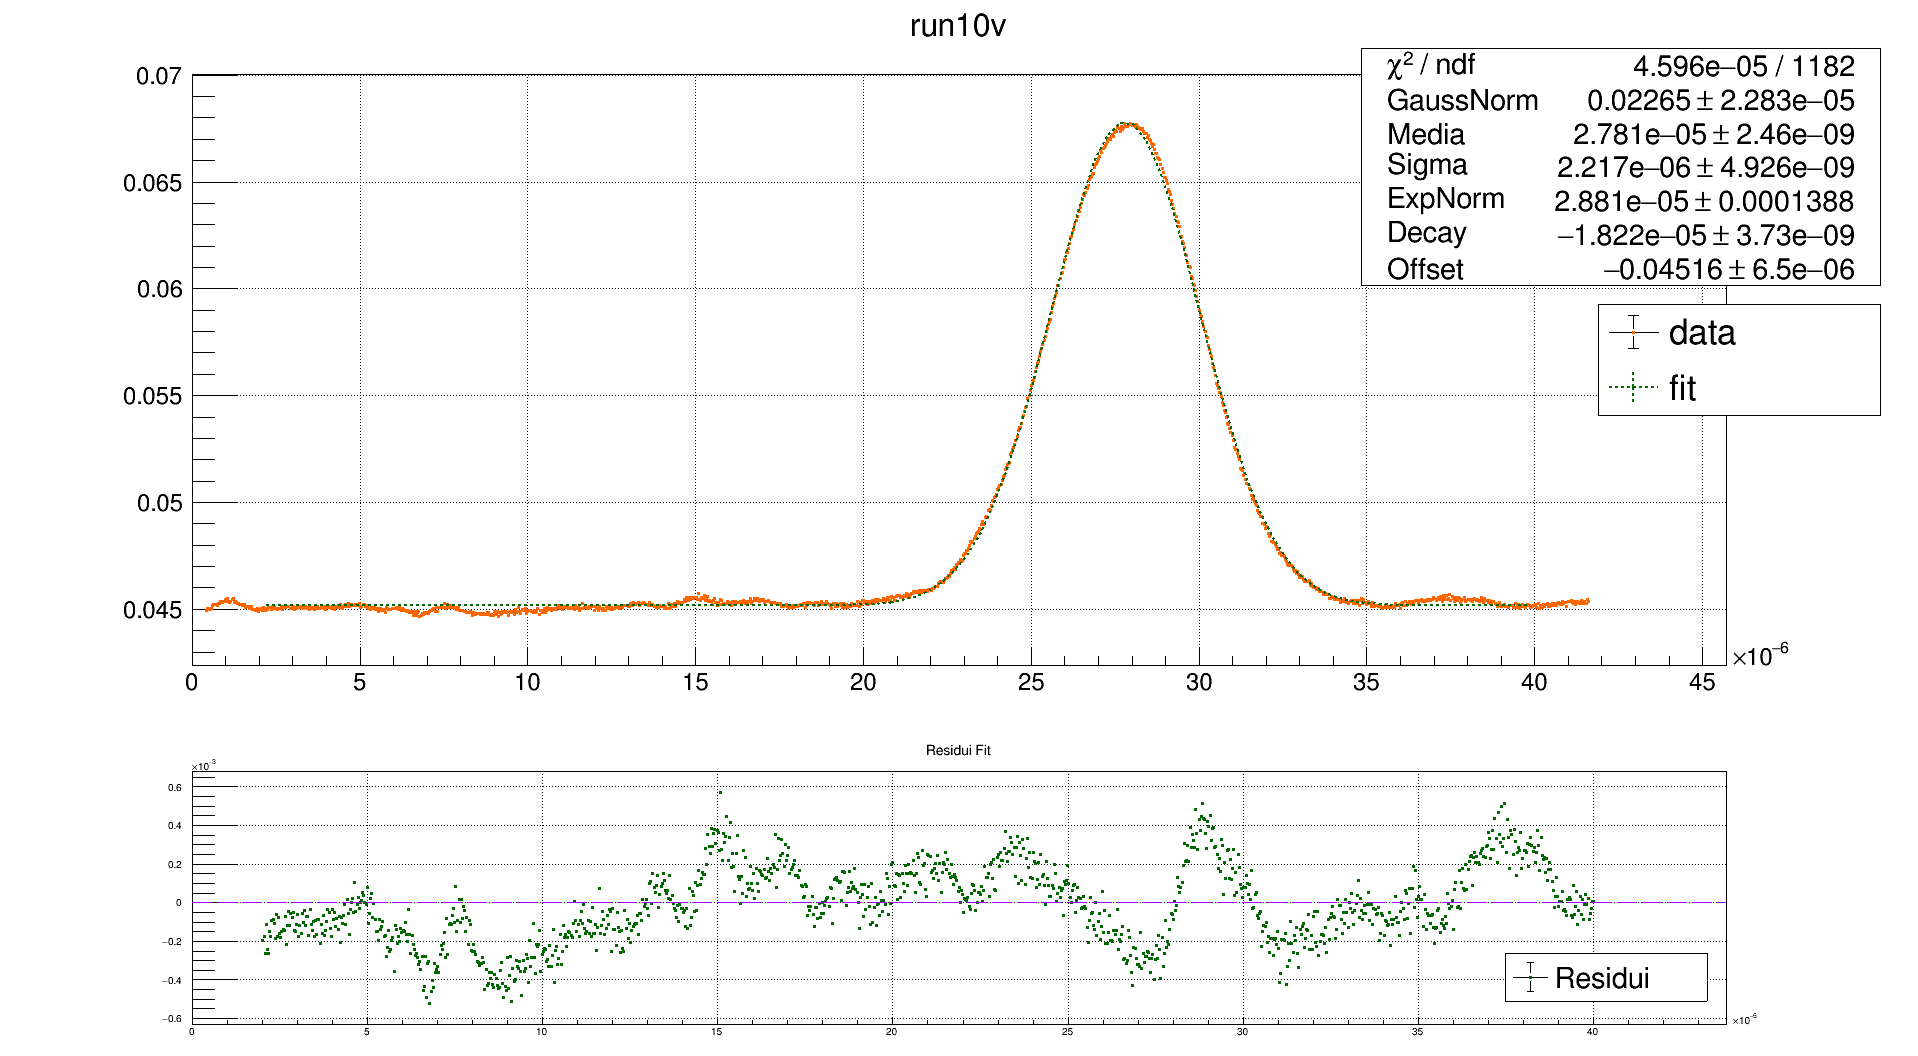 run10v
χ² / ndf 4.596e−05 / 1182
GaussNorm 0.02265 ± 2.283e−05
Media 2.781e−05 ± 2.46e−09
Sigma 2.217e−06 ± 4.926e−09
ExpNorm 2.881e−05 ± 0.0001388
Decay −1.822e−05 ± 3.73e−09
Offset −0.04516 ± 6.5e−06
data
fit
0.07
0.065
0.06
0.055
0.05
0.045
0 5 10 15 20 25 30 35 40 45
×10⁻⁶
Residui Fit
×10⁻³
0.6
0.4
0.2
0
−0.2
−0.4
−0.6
Residui
0 5 10 15 20 25 30 35 40
×10⁻⁶